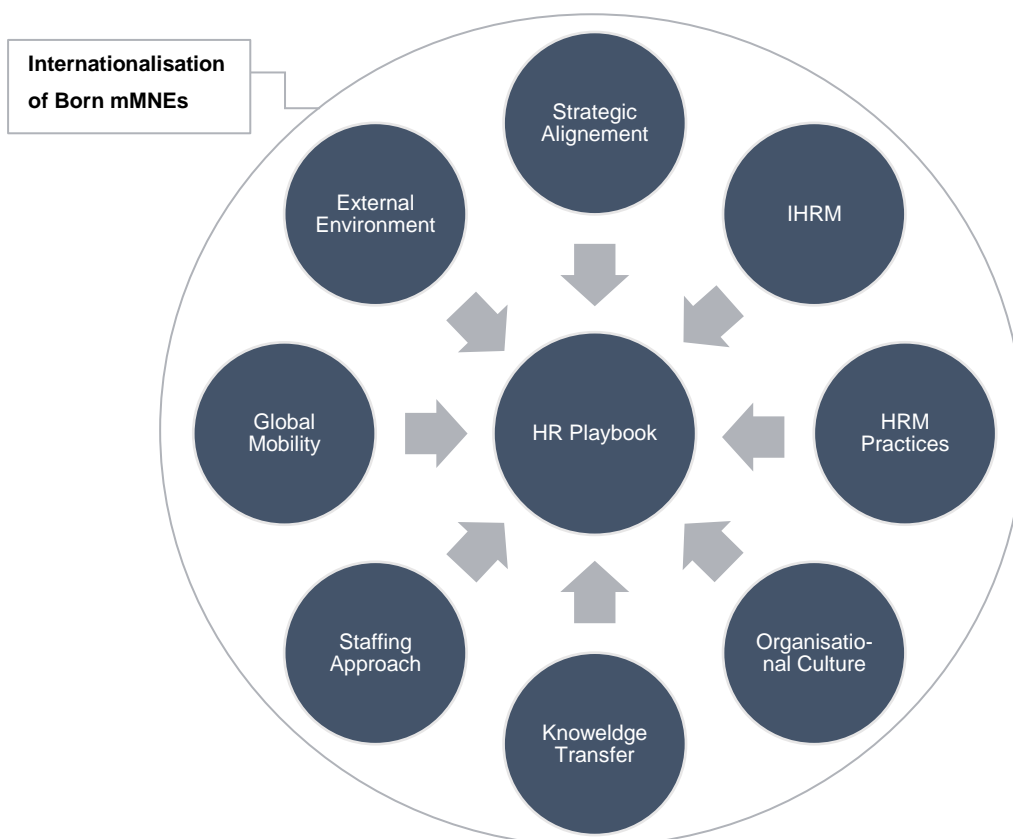 Internationalisation
of Born mMNEs
Strategic
Alignement
External
Environment
IHRM
Global
Mobility
HR Playbook
HRM
Practices
Staffing
Approach
Organisatio-
nal Culture
Knoweldge
Transfer